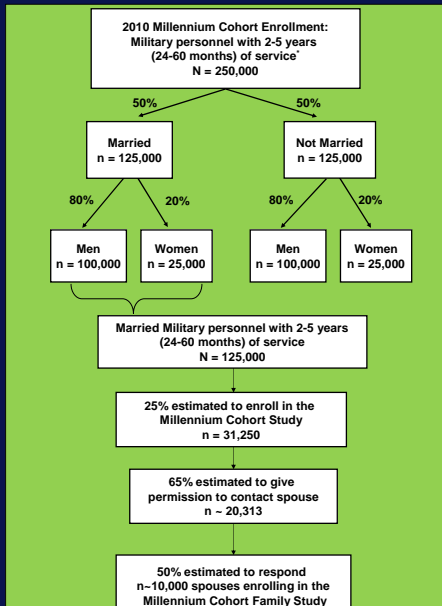 2010 Millennium Cohort Enrollment:
Military personnel with 2-5 years
(24-60 months) of service*
N = 250,000
50%
50%
Married
n = 125,000
Not Married
n = 125,000
80%
20%
80%
20%
Men
n = 100,000
Women
n = 25,000
Men
n = 100,000
Women
n = 25,000
Married Military personnel with 2-5 years
(24-60 months) of service
N = 125,000
25% estimated to enroll in the
Millennium Cohort Study
n = 31,250
65% estimated to give
permission to contact spouse
n ~ 20,313
50% estimated to respond
n~10,000 spouses enrolling in the
Millennium Cohort Family Study